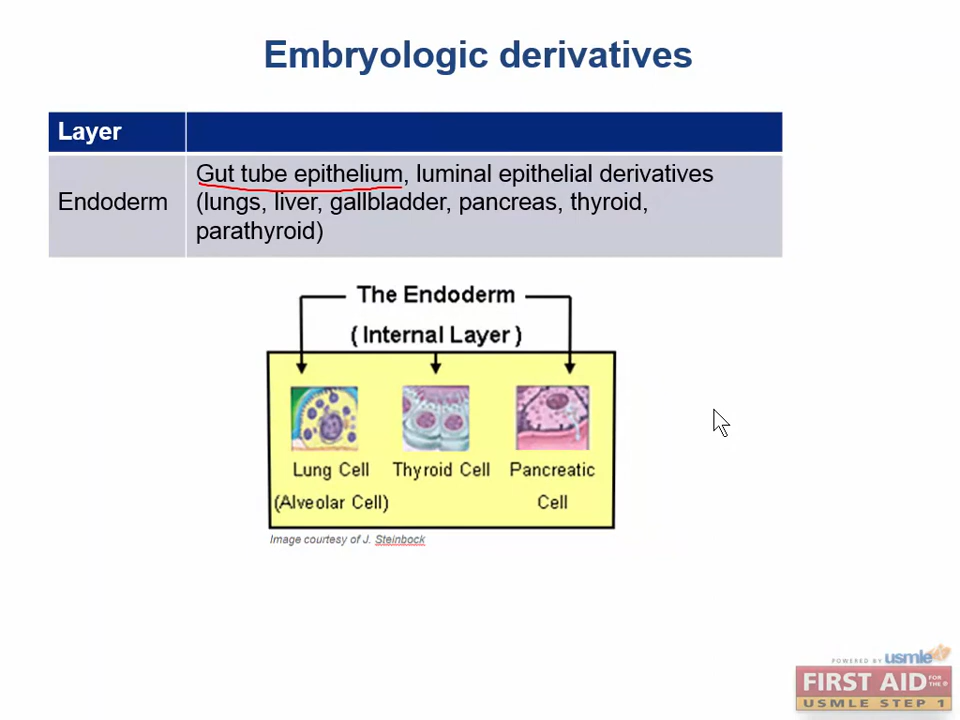 Embryologic derivatives
Layer
Endoderm
Gut tube epithelium, luminal epithelial derivatives
(lungs, liver, gallbladder, pancreas, thyroid,
parathyroid)
The Endoderm
(Internal Layer)
Lung Cell
(Alveolar Cell)
Thyroid Cell
Pancreatic
Cell
Image courtesy of J. Steinbock
POWERED BY usmle
FIRST AID FOR THE
USMLE STEP 1